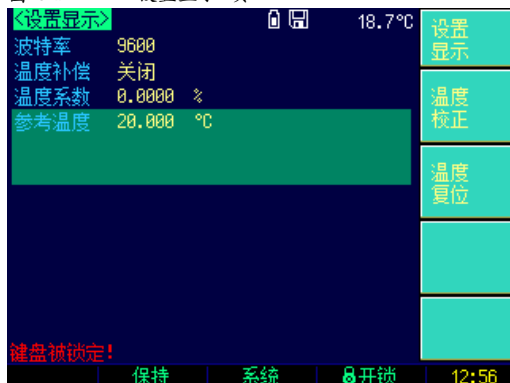 <设置显示> 18.7°C
波特率 9600
温度补偿 关闭
温度系数 0.0000 %
参考温度 20.000 °C
设置
显示
温度
校正
温度
复位
键盘被锁定!
保持 系统 开锁 12:56